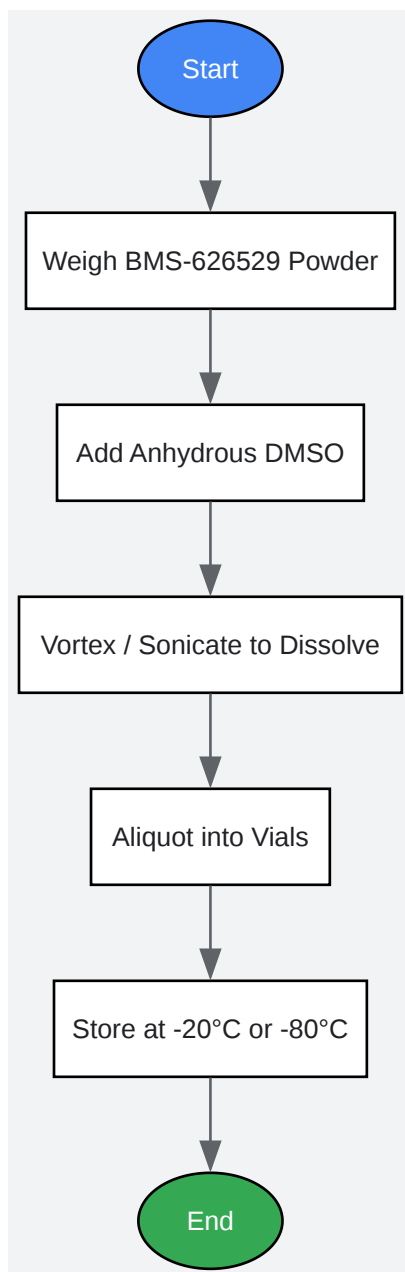 Start
Weigh BMS-626529 Powder
Add Anhydrous DMSO
Vortex / Sonicate to Dissolve
Aliquot into Vials
Store at -20°C or -80°C
End